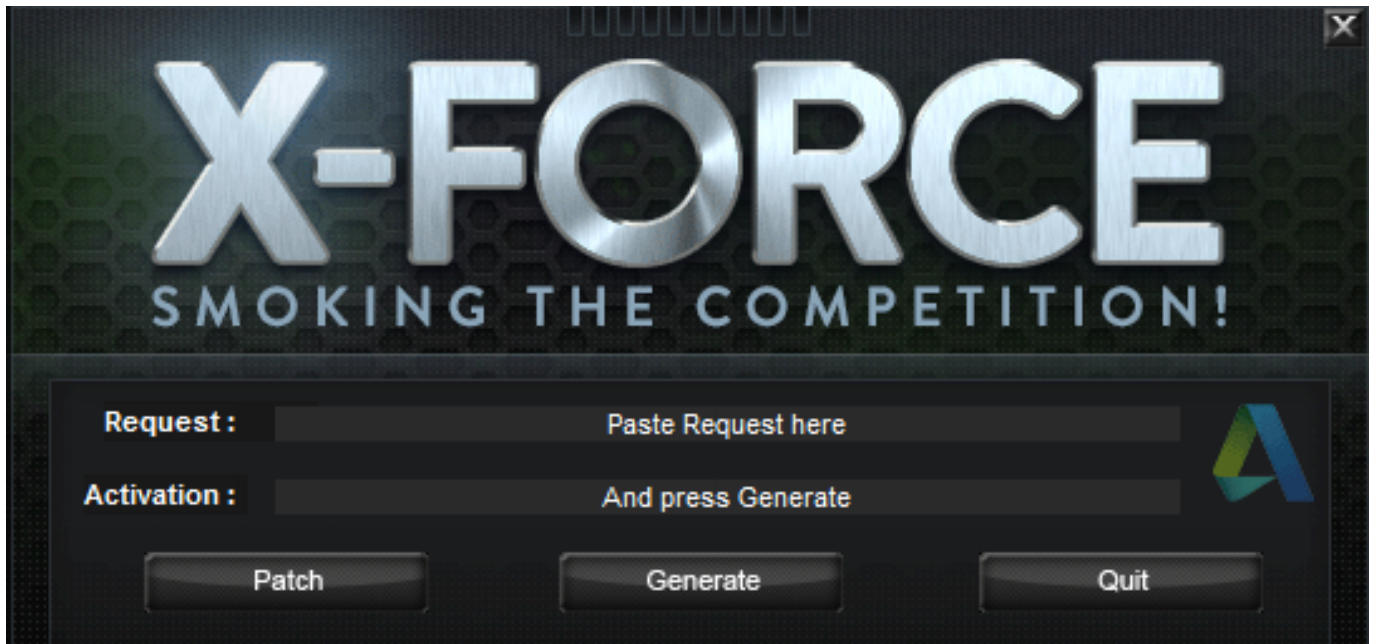 X
X-FORCE
SMOKING THE COMPETITION!
Request : Paste Request here
Activation : And press Generate
Patch Generate Quit